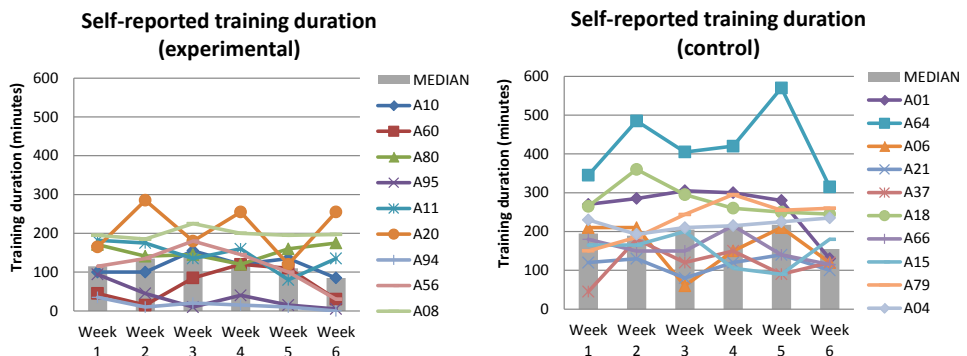 Self-reported training duration
(experimental)
Training duration (minutes)
600
500
400
300
200
100
0
Week 1
Week 2
Week 3
Week 4
Week 5
Week 6
MEDIAN
A10
A60
A80
A95
A11
A20
A94
A56
A08
Self-reported training duration
(control)
Training duration (minutes)
600
500
400
300
200
100
0
Week 1
Week 2
Week 3
Week 4
Week 5
Week 6
MEDIAN
A01
A64
A06
A21
A37
A18
A66
A15
A79
A04